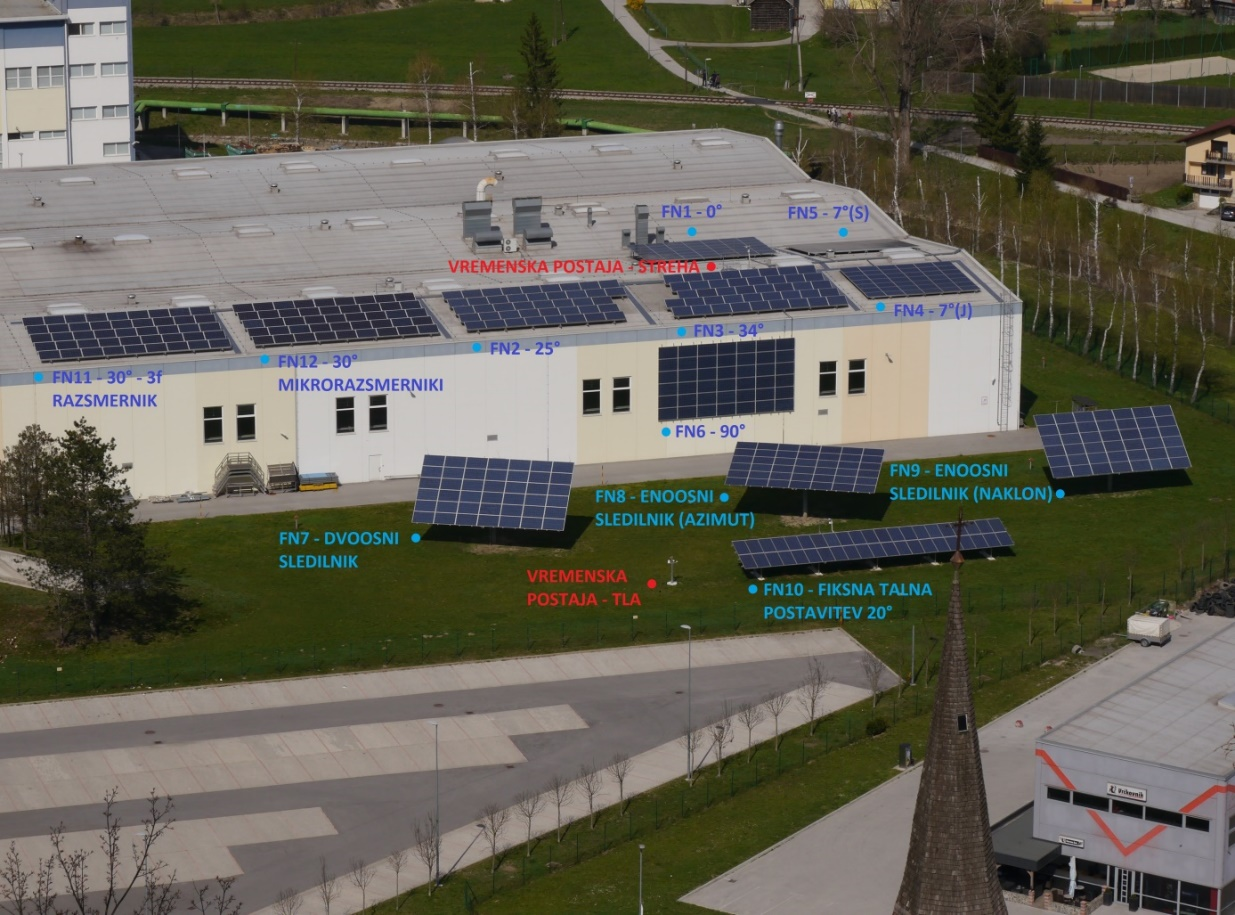 FN1 - 0°
FN5 - 7°(S)
VREMENSKA POSTAJA - STREHA
FN4 - 7°(J)
FN3 - 34°
FN2 - 25°
FN12 - 30°
MIKRORAZSMERNIKI
FN11 - 30° - 3f
RAZSMERNIK
FN6 - 90°
FN9 - ENOOSNI
SLEDILNIK (NAKLON)
FN8 - ENOOSNI
SLEDILNIK (AZIMUT)
FN7 - DVOOSNI
SLEDILNIK
VREMENSKA
POSTAJA - TLA
FN10 - FIKSNA TALNA
POSTAVITEV 20°
Prikovnik